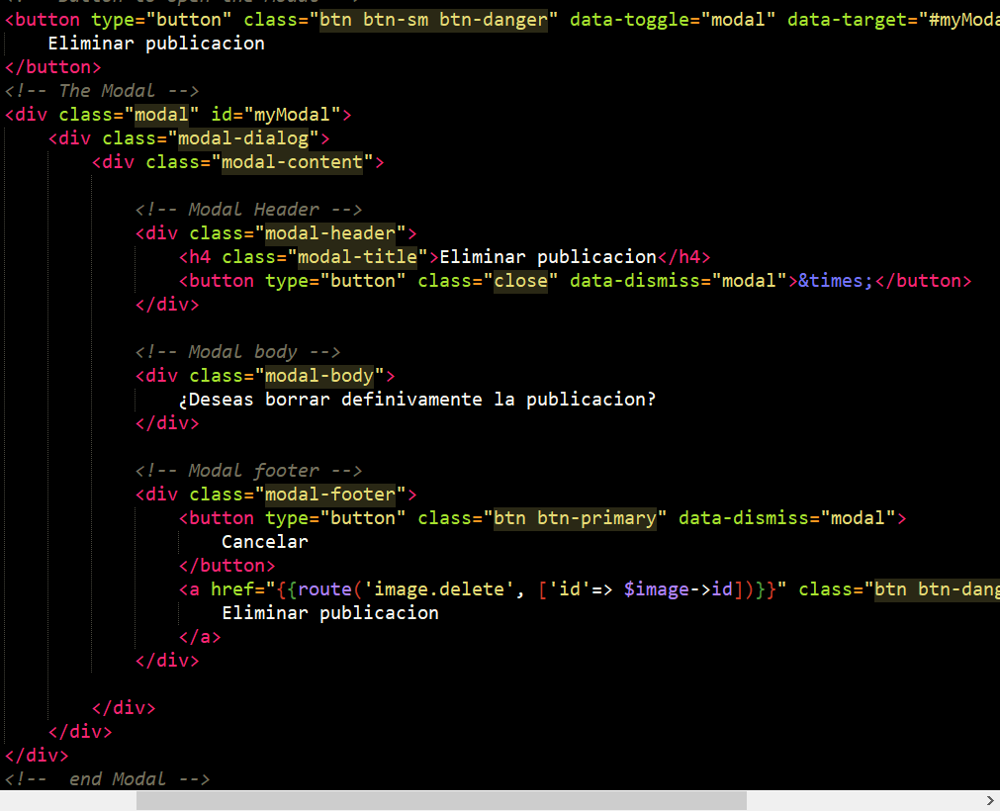 <!-- Button to open the Modal -->
<button type="button" class="btn btn-sm btn-danger" data-toggle="modal" data-target="#myModa
Eliminar publicacion
</button>
<!-- The Modal -->
<div class="modal" id="myModal">
<div class="modal-dialog">
<div class="modal-content">
<!-- Modal Header -->
<div class="modal-header">
<h4 class="modal-title">Eliminar publicacion</h4>
<button type="button" class="close" data-dismiss="modal">&times;</button>
</div>
<!-- Modal body -->
<div class="modal-body">
¿Deseas borrar definivamente la publicacion?
</div>
<!-- Modal footer -->
<div class="modal-footer">
<button type="button" class="btn btn-primary" data-dismiss="modal">
Cancelar
</button>
<a href="{{route('image.delete', ['id'=> $image->id])}}" class="btn btn-dang
Eliminar publicacion
</a>
</div>
</div>
</div>
</div>
<!--  end Modal -->